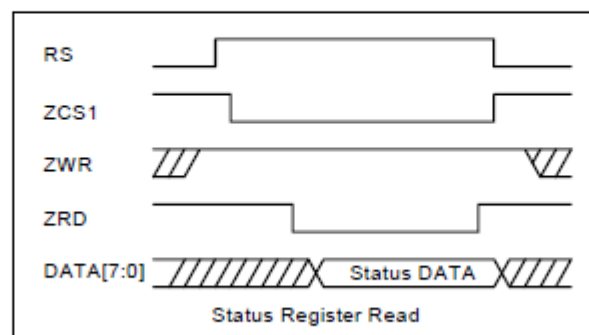 RS
ZCS1
ZWR
ZRD
DATA[7:0]
Status DATA
Status Register Read